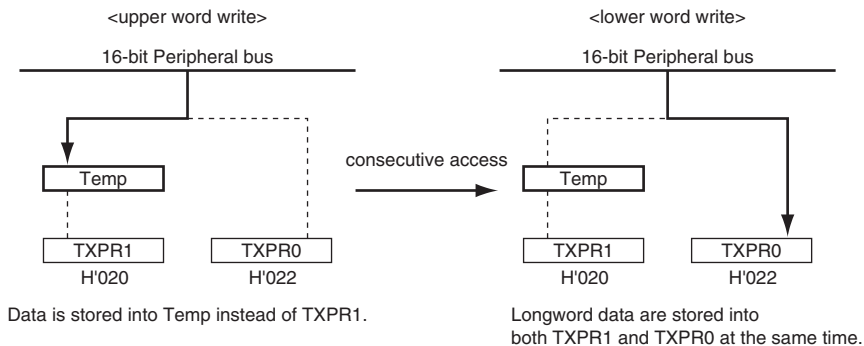 <upper word write>
16-bit Peripheral bus
Temp
TXPR1
TXPR0
H'020
H'022
Data is stored into Temp instead of TXPR1.
consecutive access
<lower word write>
16-bit Peripheral bus
Temp
TXPR1
TXPR0
H'020
H'022
Longword data are stored into
both TXPR1 and TXPR0 at the same time.